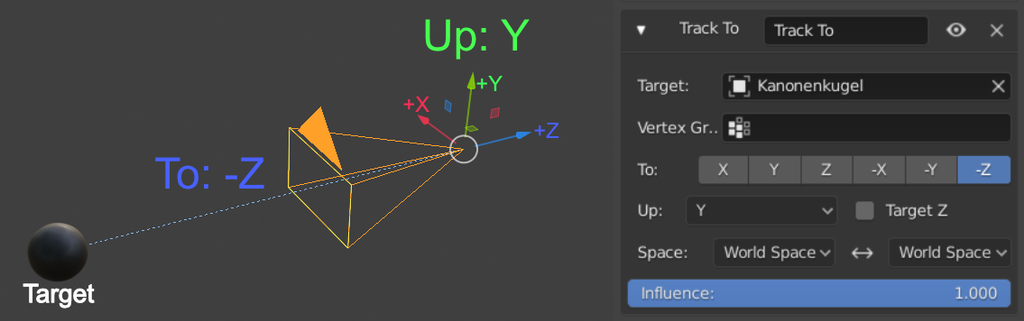 Up: Y
+Y
+X
+Z
To: -Z
Target
Track To
Track To
Target:
Kanonenkugel
Vertex Gr..
To:
X
Y
Z
-X
-Y
-Z
Up:
Y
Target Z
Space:
World Space
World Space
Influence:
1.000